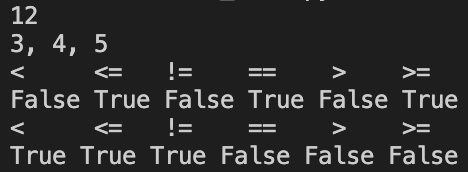 12
3, 4, 5
< <= != == > >=
False True False True False True
< <= != == > >=
True True True False False False